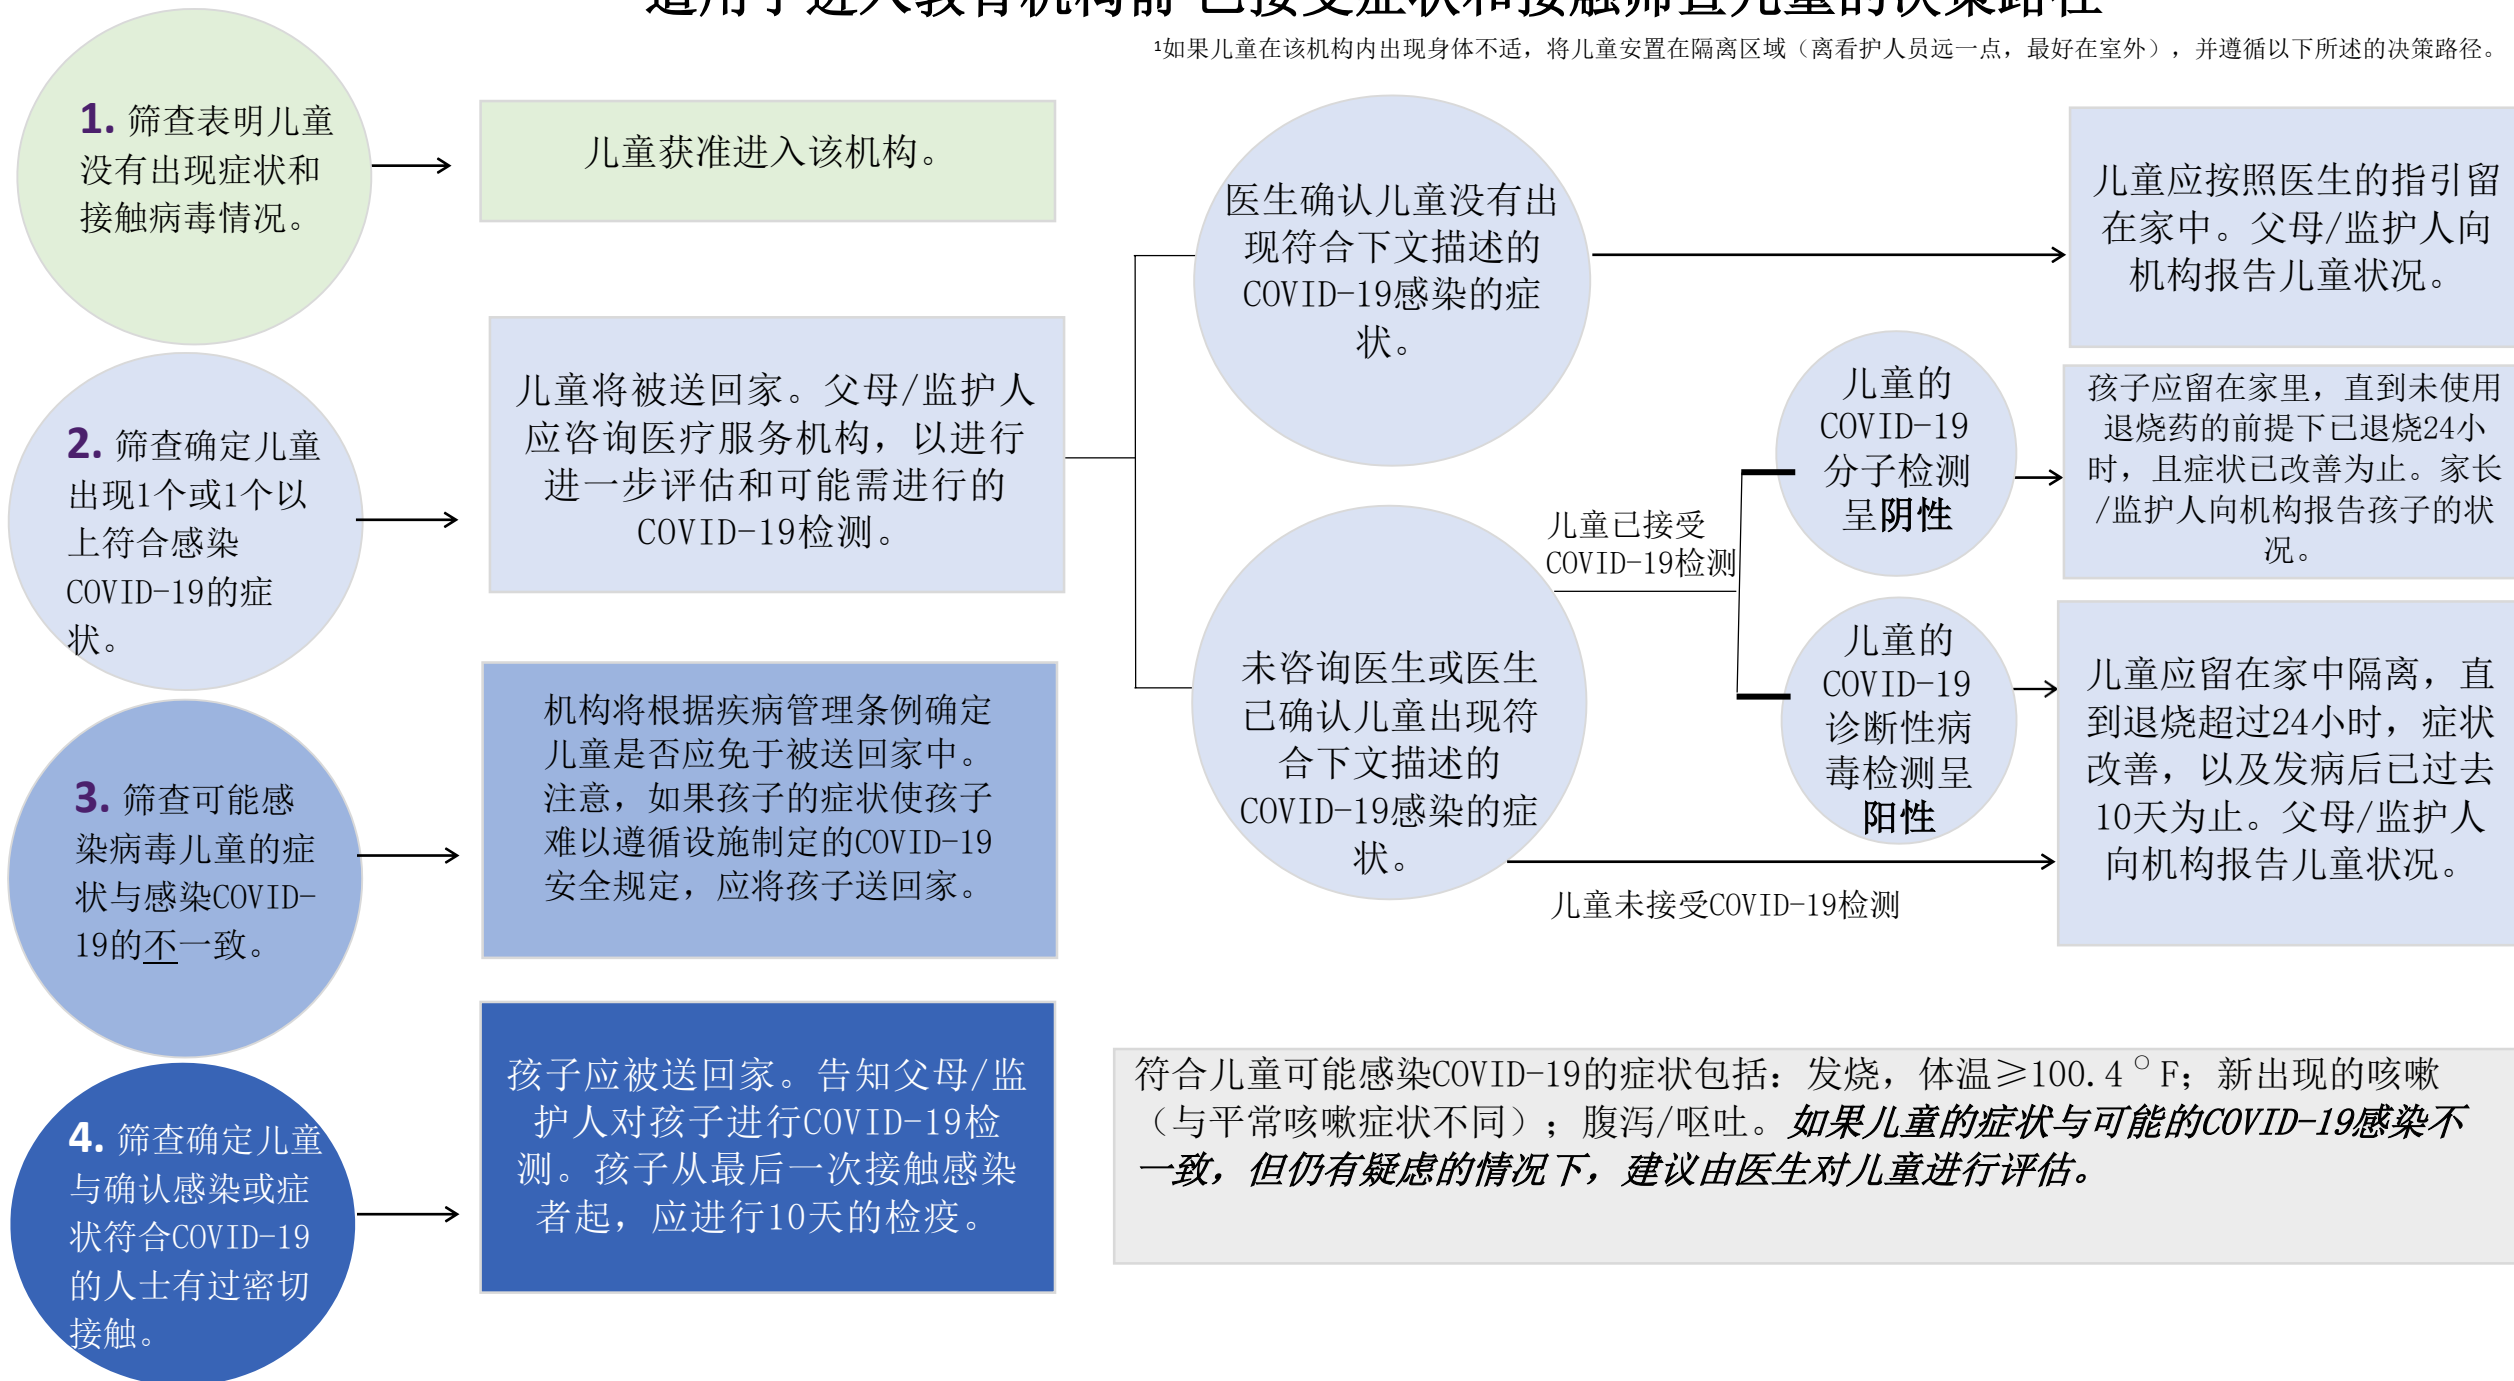 适用于进入教育机构前¹已接受症状和接触筛查儿童的决策路径
¹如果儿童在该机构内出现身体不适，将儿童安置在隔离区域（离看护人员远一点，最好在室外），并遵循以下所述的决策路径。
1. 筛查表明儿童
没有出现症状和
接触病毒情况。
儿童获准进入该机构。
2. 筛查确定儿童
出现1个或1个以
上符合感染
COVID-19的症
状。
儿童将被送回家。父母/监护人
应咨询医疗服务机构，以进行
进一步评估和可能需进行的
COVID-19检测。
医生确认儿童没有出
现符合下文描述的
COVID-19感染的症
状。
儿童应按照医生的指引留
在家中。父母/监护人向
机构报告儿童状况。
未咨询医生或医生
已确认儿童出现符
合下文描述的
COVID-19感染的症
状。
儿童已接受
COVID-19检测
儿童的
COVID-19
分子检测
呈阴性
孩子应留在家里，直到未使用
退烧药的前提下已退烧24小
时，且症状已改善为止。家长
/监护人向机构报告孩子的状
况。
儿童的
COVID-19
诊断性病
毒检测呈
阳性
儿童应留在家中隔离，直
到退烧超过24小时，症状
改善，以及发病后已过去
10天为止。父母/监护人
向机构报告儿童状况。
儿童未接受COVID-19检测
3. 筛查可能感
染病毒儿童的症
状与感染COVID-
19的不一致。
机构将根据疾病管理条例确定
儿童是否应免于被送回家中。
注意，如果孩子的症状使孩子
难以遵循设施制定的COVID-19
安全规定，应将孩子送回家。
4. 筛查确定儿童
与确认感染或症
状符合COVID-19
的人士有过密切
接触。
孩子应被送回家。告知父母/监
护人对孩子进行COVID-19检
测。孩子从最后一次接触感染
者起，应进行10天的检疫。
符合儿童可能感染COVID-19的症状包括：发烧，体温≥100.4°F；新出现的咳嗽
（与平常咳嗽症状不同）；腹泻/呕吐。如果儿童的症状与可能的COVID-19感染不
一致，但仍有疑虑的情况下，建议由医生对儿童进行评估。